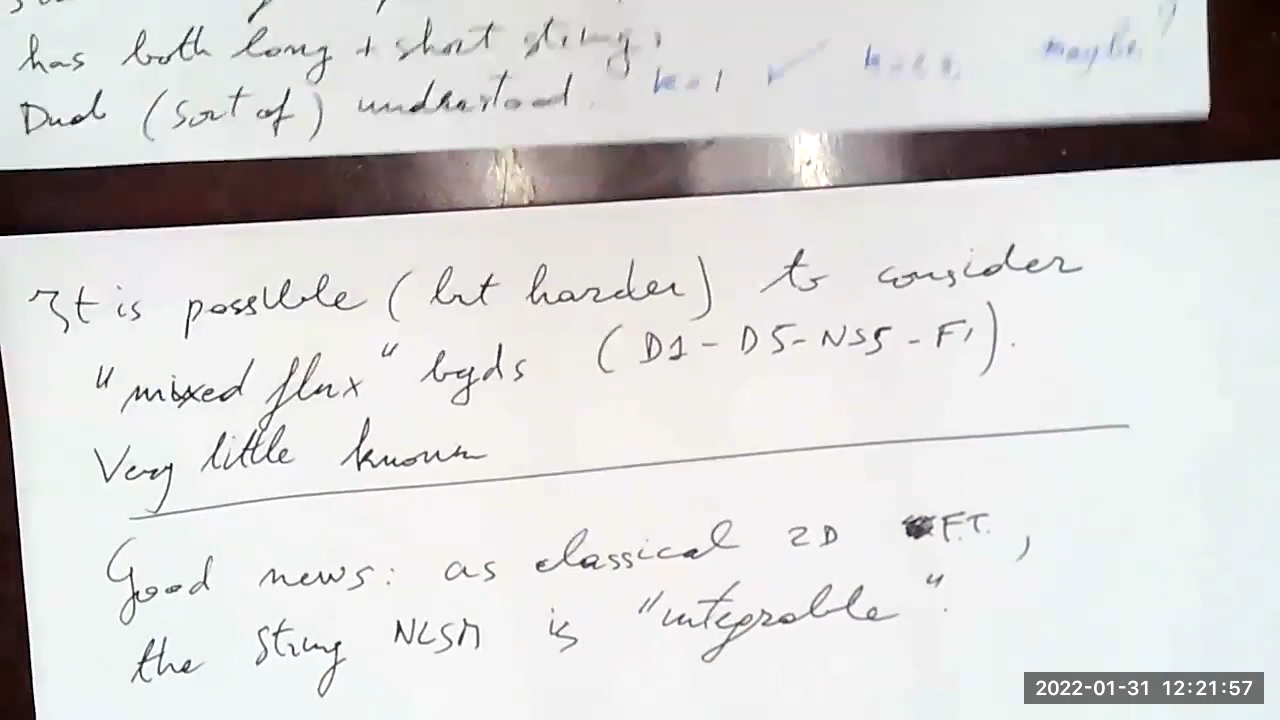 has both long + short strings
Dual (sort of) understood. k=1 ✓ maybe?
It is possible (but harder) to consider
"mixed flux" bgds (D1-D5-NS5-F1).
Very little known
Good news: as classical 2D F.T.,
the string NLSM is "integrable".
2022-01-31 12:21:57